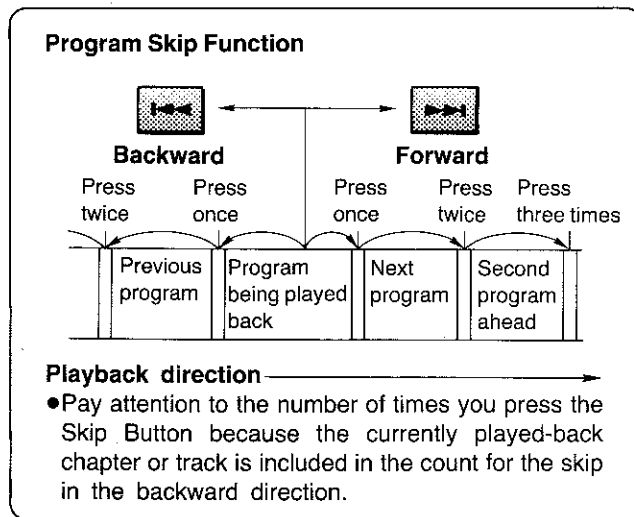 Program Skip Function
Backward Forward
Press twice
Press once
Press once
Press twice
Press three times
Previous program
Program being played back
Next program
Second program ahead
Playback direction
●Pay attention to the number of times you press the
Skip Button because the currently played-back
chapter or track is included in the count for the skip
in the backward direction.